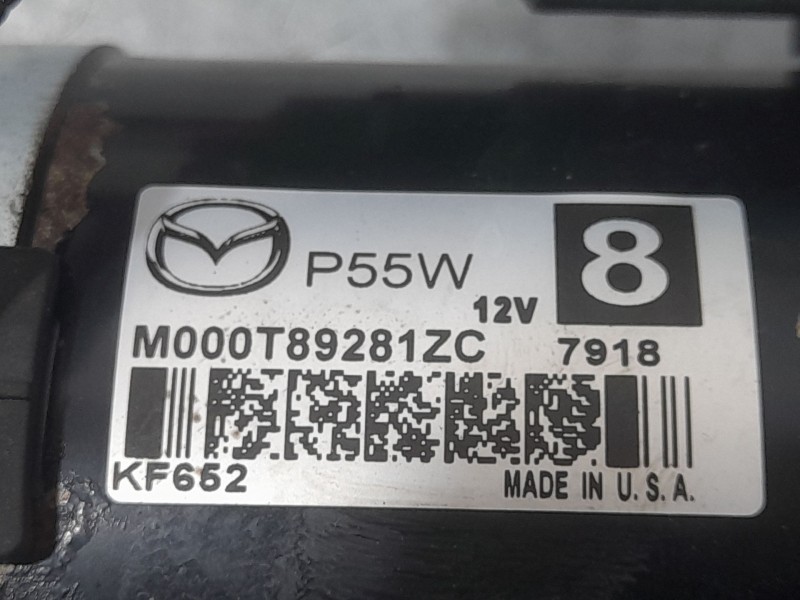 P55W
8
12V
M000T89281ZC 7918
KF652
MADE IN U.S.A.